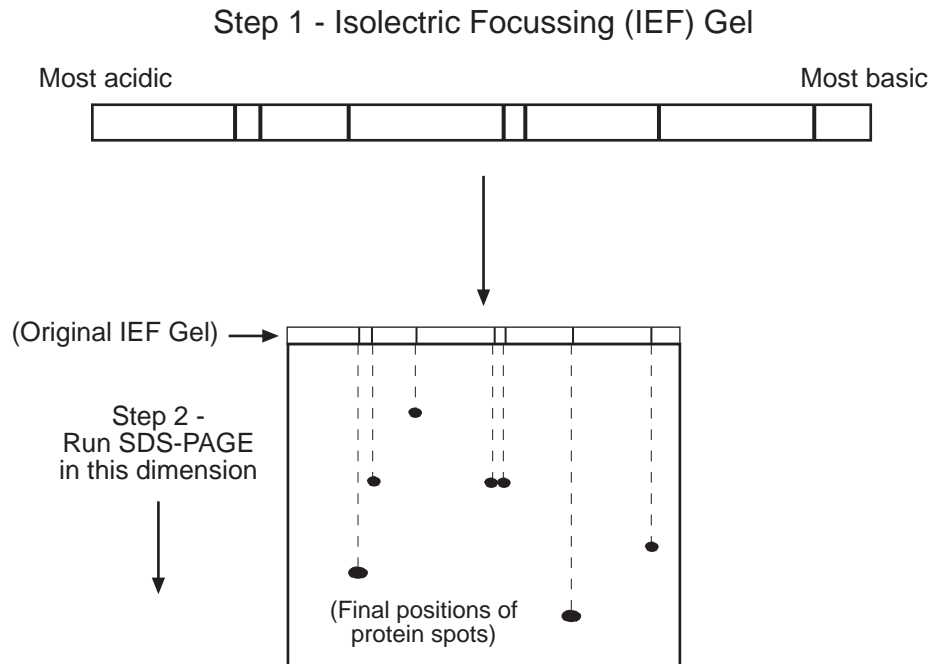 Step 1 - Isolectric Focussing (IEF) Gel
Most acidic
Most basic
(Original IEF Gel)
Step 2 -
Run SDS-PAGE
in this dimension
(Final positions of
protein spots)